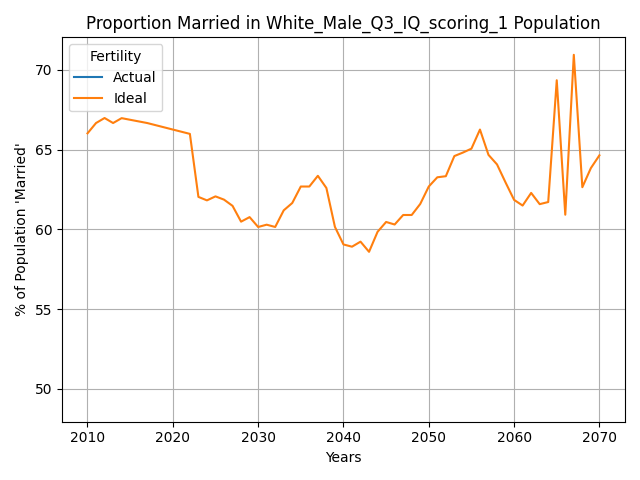 Proportion Married in White_Male_Q3_IQ_scoring_1 Population
Fertility
Actual
Ideal
% of Population 'Married'
70
65
60
55
50
2010 2020 2030 2040 2050 2060 2070
Years